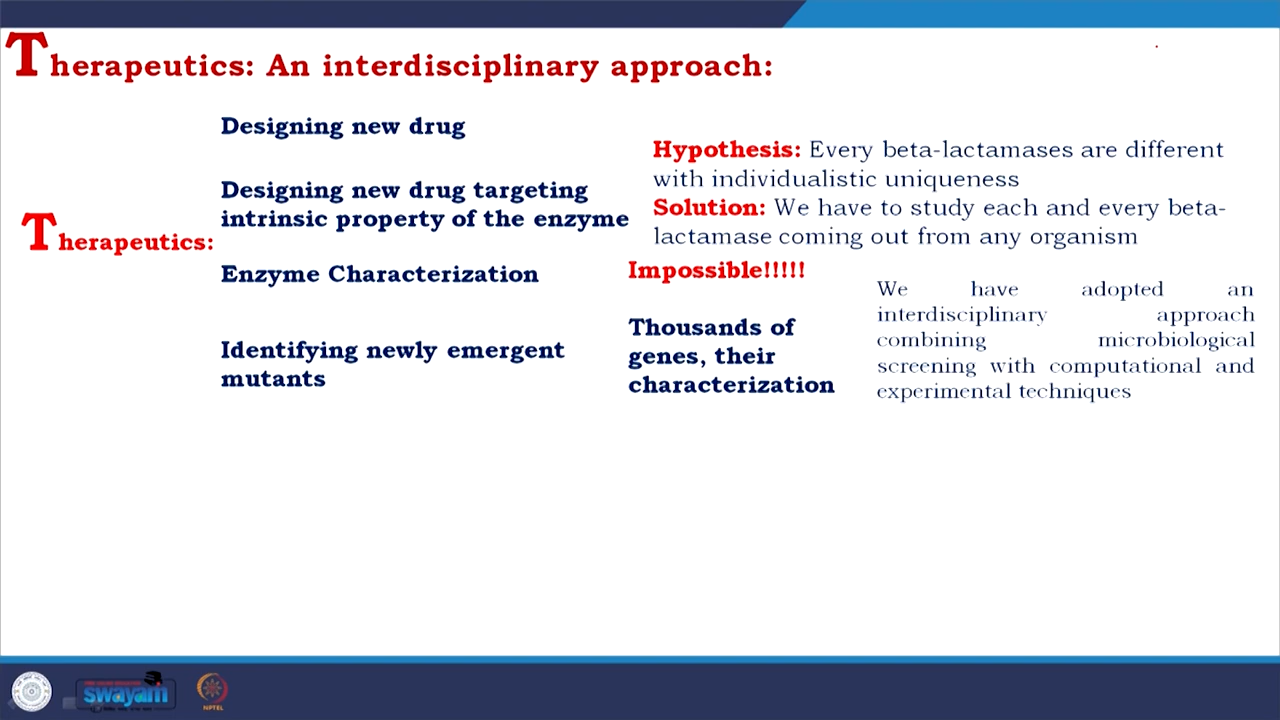 Therapeutics: An interdisciplinary approach:
Designing new drug
Designing new drug targeting
intrinsic property of the enzyme
Therapeutics:
Enzyme Characterization
Identifying newly emergent
mutants
Hypothesis: Every beta-lactamases are different
with individualistic uniqueness
Solution: We have to study each and every beta-
lactamase coming out from any organism
Impossible!!!!!
Thousands of
genes, their
characterization
We have adopted an
interdisciplinary approach
combining microbiological
screening with computational and
experimental techniques
swayam
NPTEL